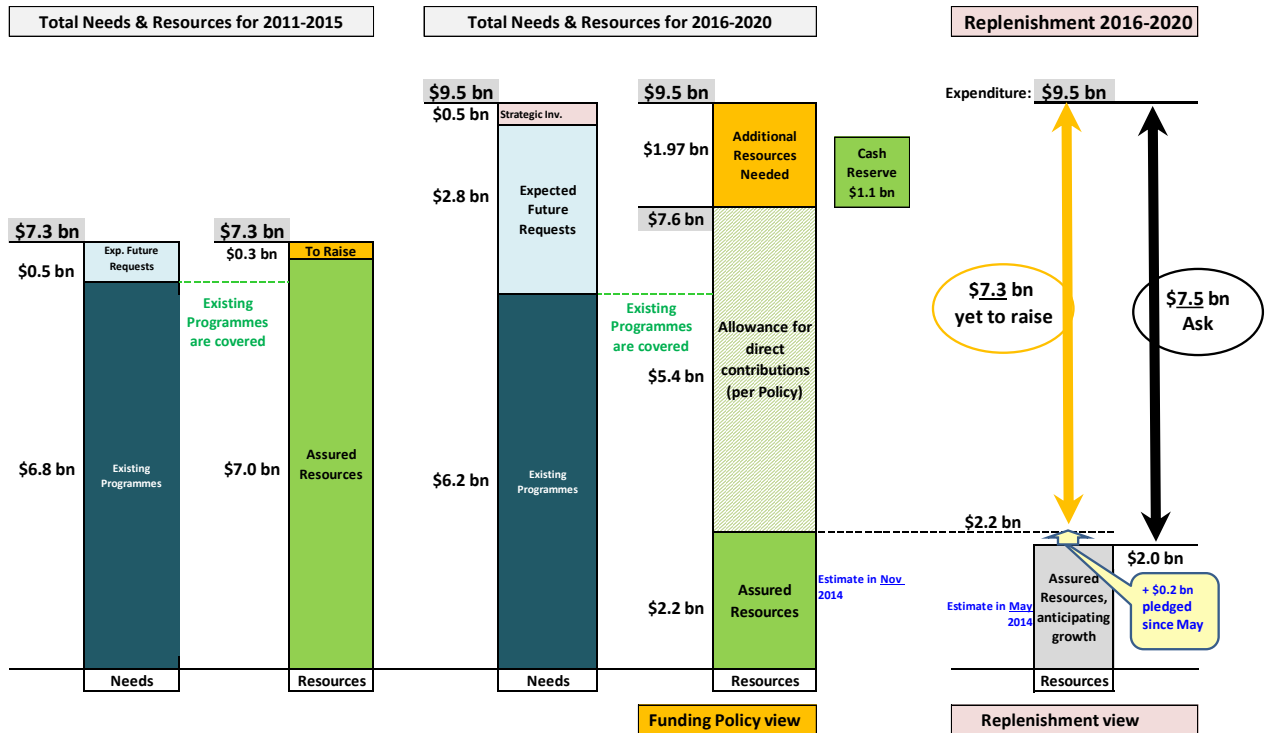 Total Needs & Resources for 2011-2015
Total Needs & Resources for 2016-2020
Replenishment 2016-2020
$7.3 bn
$0.5 bn
Exp. Future
Requests
$6.8 bn
Existing
Programmes
Needs
Existing
Programmes
are covered
$7.3 bn
$0.3 bn
To Raise
$7.0 bn
Assured
Resources
Resources
$9.5 bn
$0.5 bn
Strategic Inv.
$2.8 bn
Expected
Future
Requests
$6.2 bn
Existing
Programmes
Needs
Existing
Programmes
are covered
$9.5 bn
$1.97 bn
Additional
Resources
Needed
$7.6 bn
Allowance for
direct
contributions
(per Policy)
$5.4 bn
$2.2 bn
Assured
Resources
Resources
Cash
Reserve
$1.1 bn
Estimate in Nov
2014
Funding Policy view
Expenditure:
$9.5 bn
$7.3 bn
yet to raise
$7.5 bn
Ask
$2.2 bn
$2.0 bn
Estimate in May
2014
Assured
Resources,
anticipating
growth
+ $0.2 bn
pledged
since May
Resources
Replenishment view